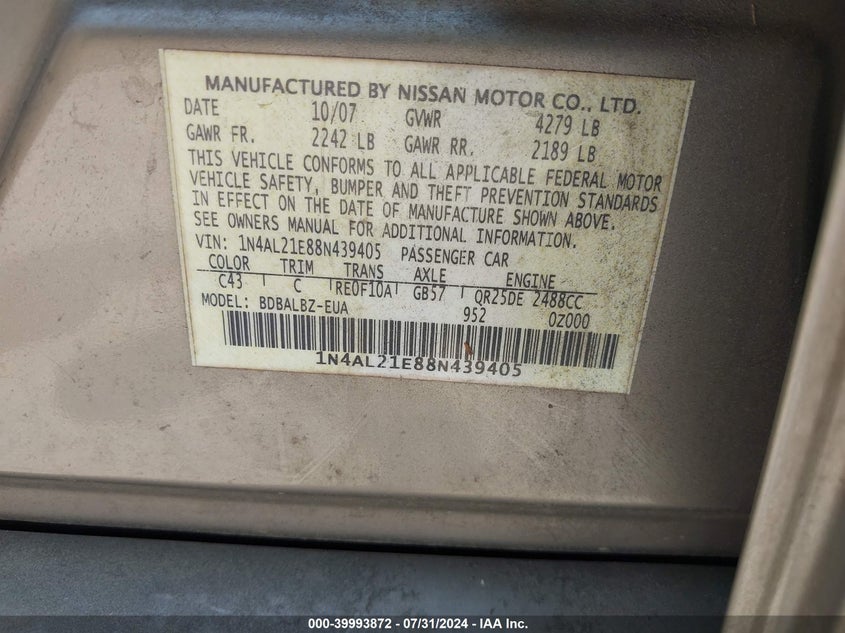 MANUFACTURED BY NISSAN MOTOR CO., LTD.
DATE 10/07 GVWR 4279 LB
GAWR FR. 2242 LB GAWR RR. 2189 LB
THIS VEHICLE CONFORMS TO ALL APPLICABLE FEDERAL MOTOR
VEHICLE SAFETY, BUMPER AND THEFT PREVENTION STANDARDS
IN EFFECT ON THE DATE OF MANUFACTURE SHOWN ABOVE.
SEE OWNERS MANUAL FOR ADDITIONAL INFORMATION.
VIN: 1N4AL21E88N439405 PASSENGER CAR
COLOR TRIM TRANS AXLE ENGINE
C43 C RE0F10A GB57 QR25DE 2488CC
MODEL: BDBALBZ-EUA 952 0Z000
1N4AL21E88N439405
000-39993872 - 07/31/2024 - IAA Inc.